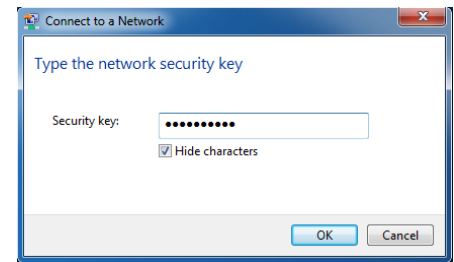 Connect to a Network
Type the network security key
Security key: ••••••••••
Hide characters
OK Cancel